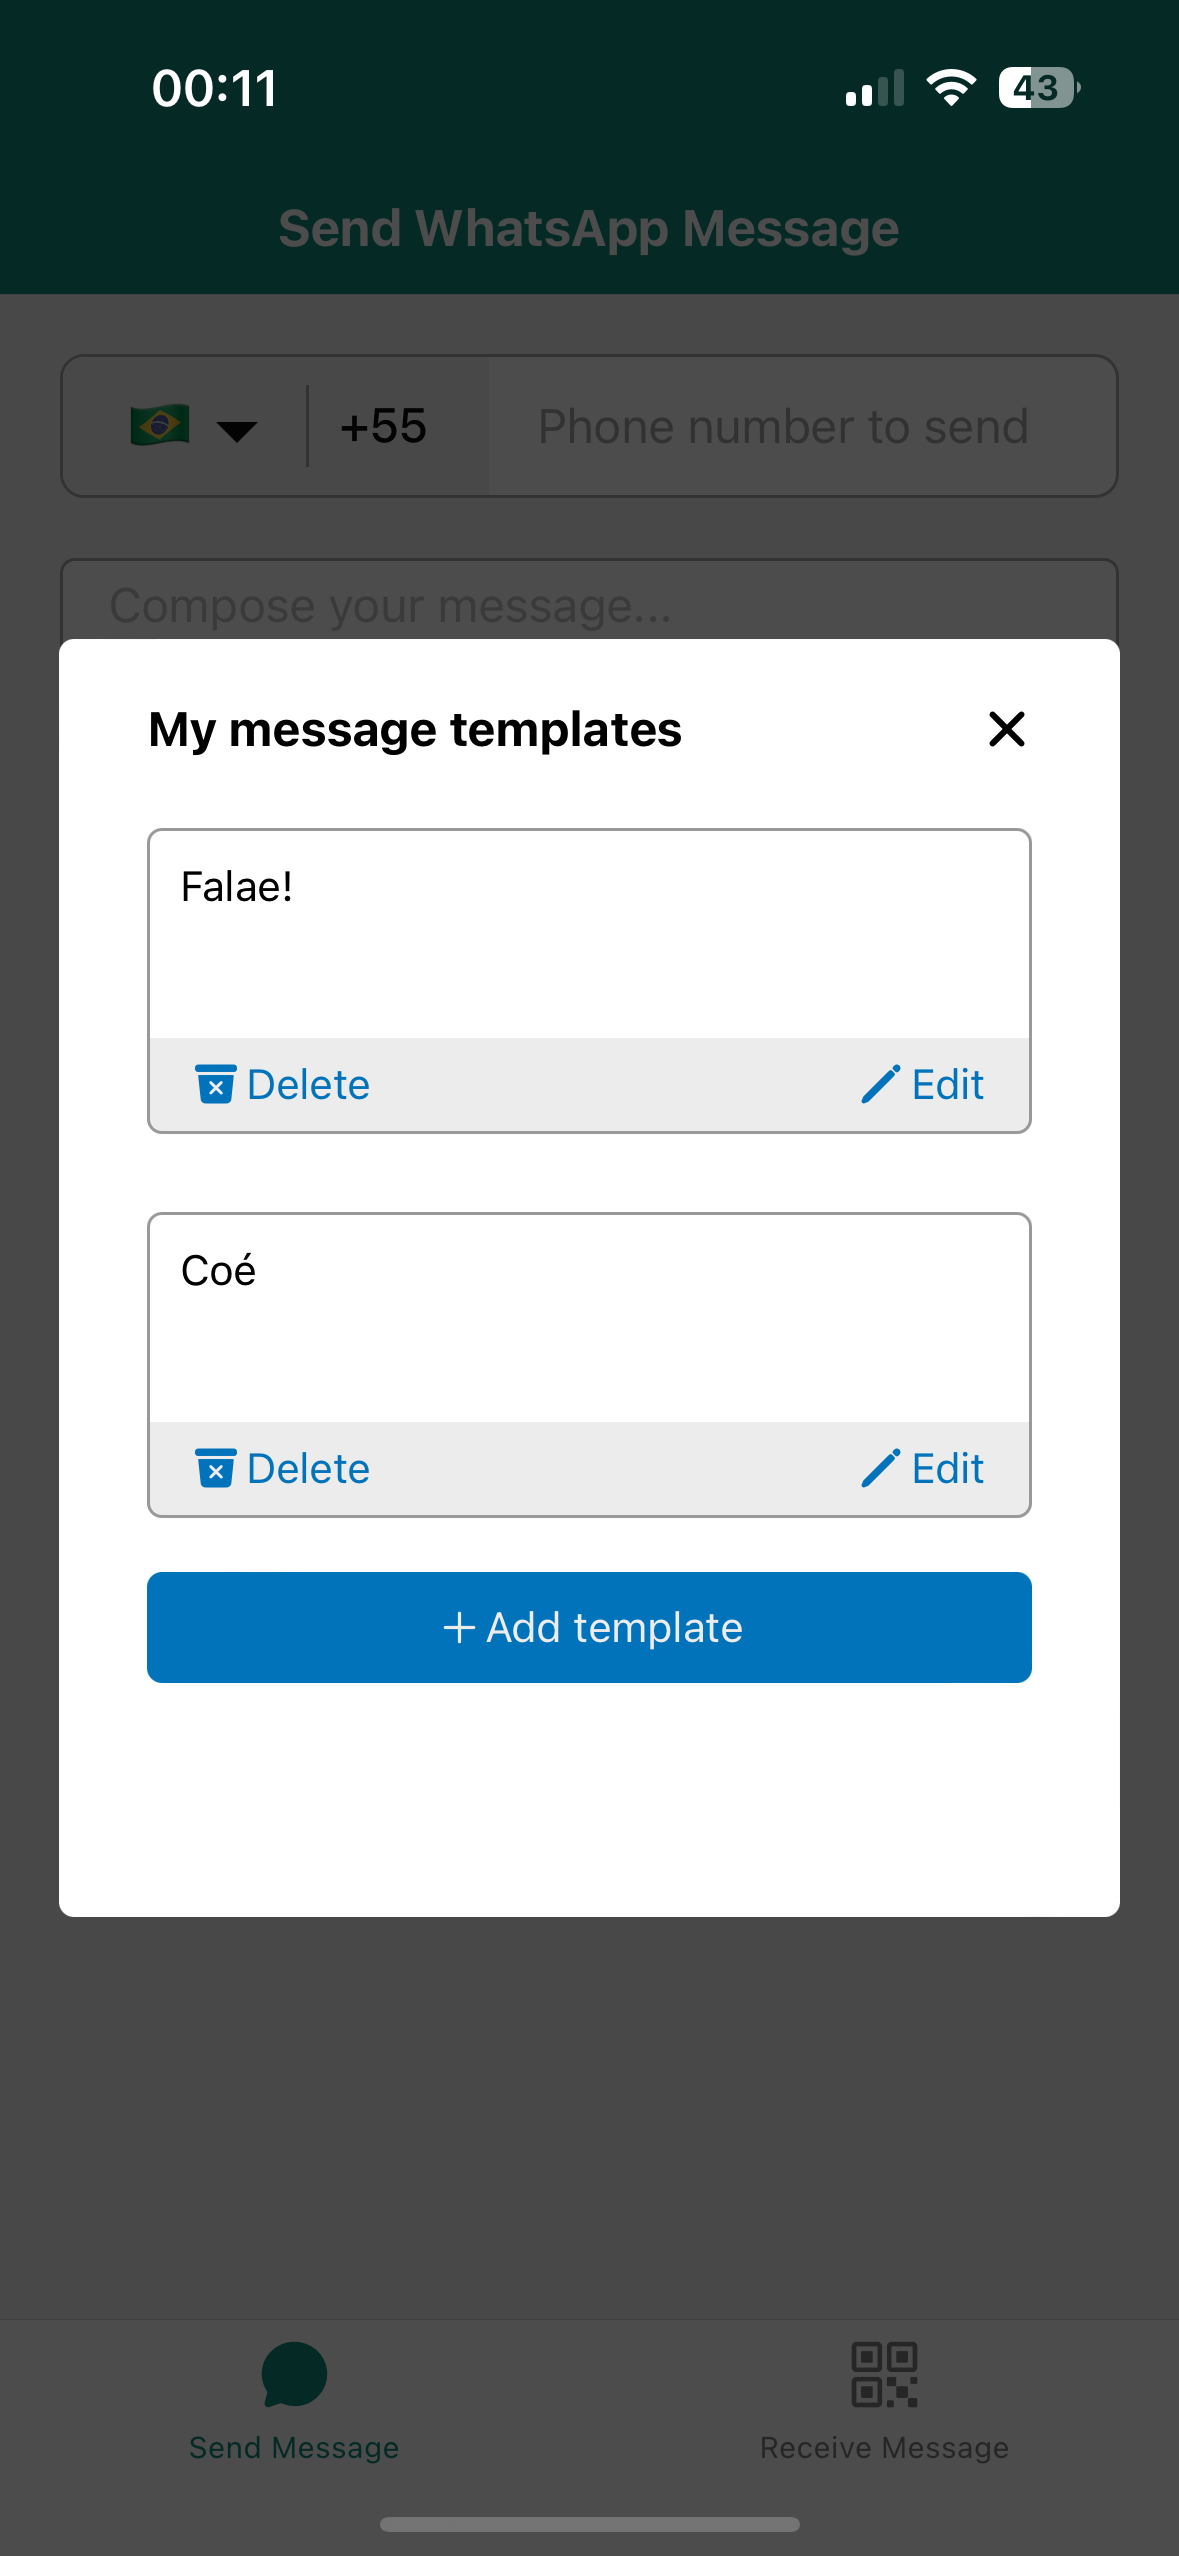 00:11
43
Send WhatsApp Message
+55
Phone number to send
Compose your message...
My message templates
Falae!
Delete
Edit
Coé
Delete
Edit
Add template
Send Message
Receive Message